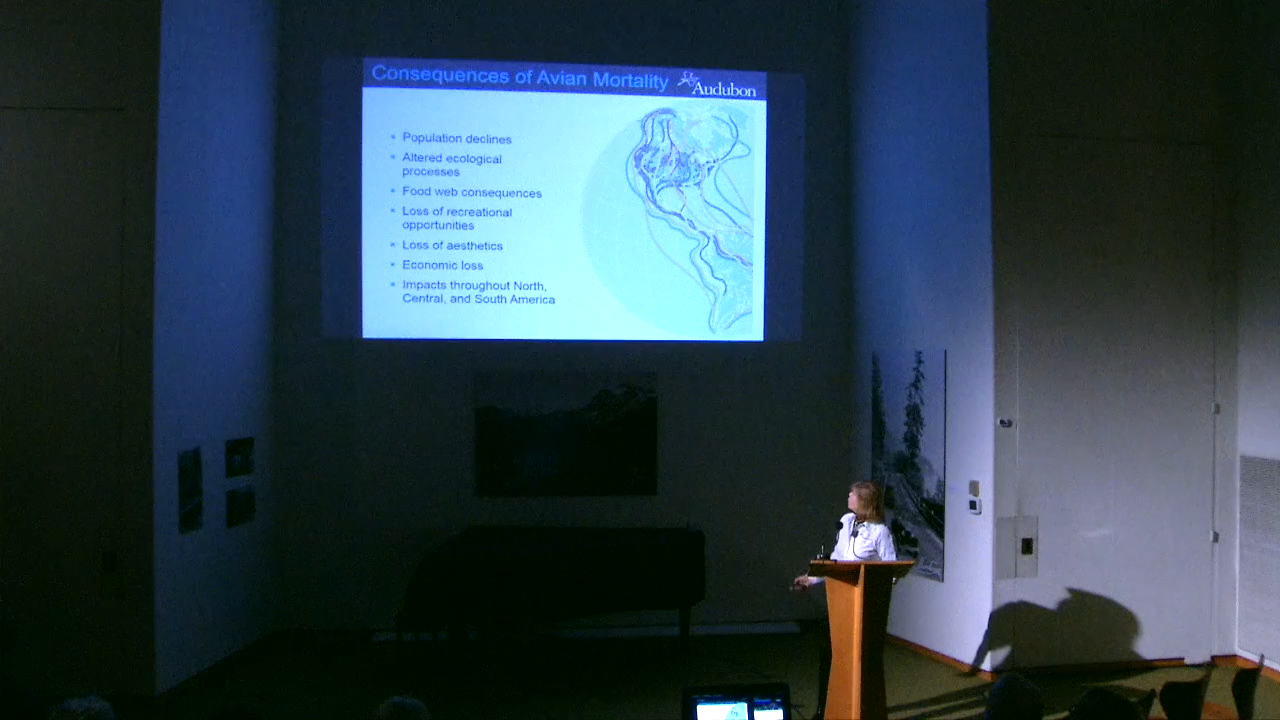 Consequences of Avian Mortality
Audubon
Population declines
Altered ecological
processes
Food web consequences
Loss of recreational
opportunities
Loss of aesthetics
Economic loss
Impacts throughout North,
Central, and South America